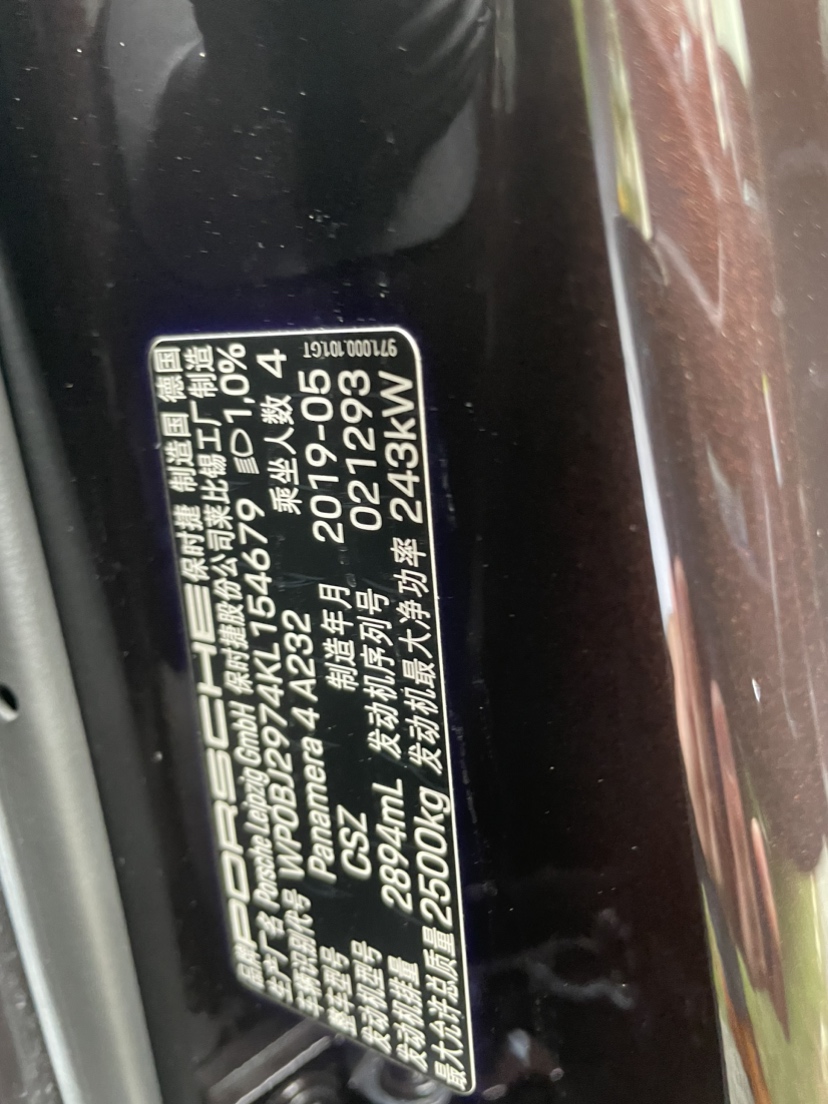 品牌 PORSCHE 保时捷 制造国 德国
生产厂名 Porsche Leipzig GmbH 保时捷股份公司莱比锡工厂制造
车辆识别代号 WP0BJ2974KL154679 1,0%
整车型号 Panamera 4 A232 乘坐人数 4
发动机型号 CSZ 制造年月 2019-05
发动机排量 2894mL 发动机序列号 021293
最大允许总质量 2500kg 发动机最大净功率 243kW
971.000.101.GT